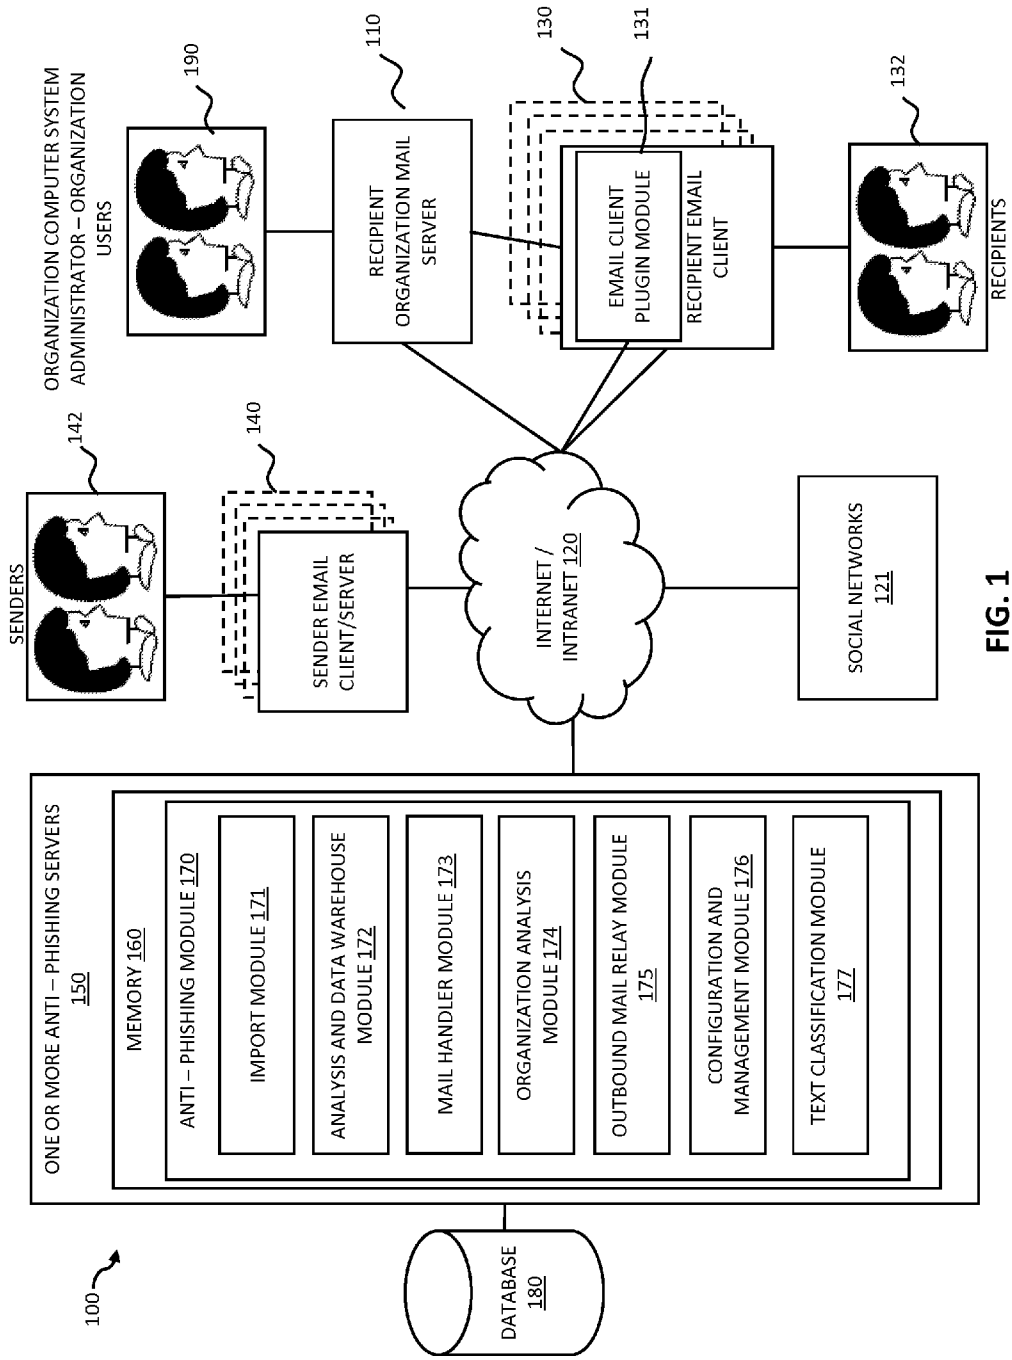 100
ONE OR MORE ANTI – PHISHING SERVERS
150
MEMORY 160
ANTI – PHISHING MODULE 170
IMPORT MODULE 171
ANALYSIS AND DATA WAREHOUSE
MODULE 172
MAIL HANDLER MODULE 173
ORGANIZATION ANALYSIS
MODULE 174
OUTBOUND MAIL RELAY MODULE
175
CONFIGURATION AND
MANAGEMENT MODULE 176
TEXT CLASSIFICATION MODULE
177
DATABASE
180
SENDERS
142
SENDER EMAIL
CLIENT/SERVER
140
INTERNET /
INTRANET 120
SOCIAL NETWORKS
121
ORGANIZATION COMPUTER SYSTEM
ADMINISTRATOR – ORGANIZATION
USERS
190
RECIPIENT
ORGANIZATION MAIL
SERVER
110
130
131
EMAIL CLIENT
PLUGIN MODULE
RECIPIENT EMAIL
CLIENT
132
RECIPIENTS
FIG. 1